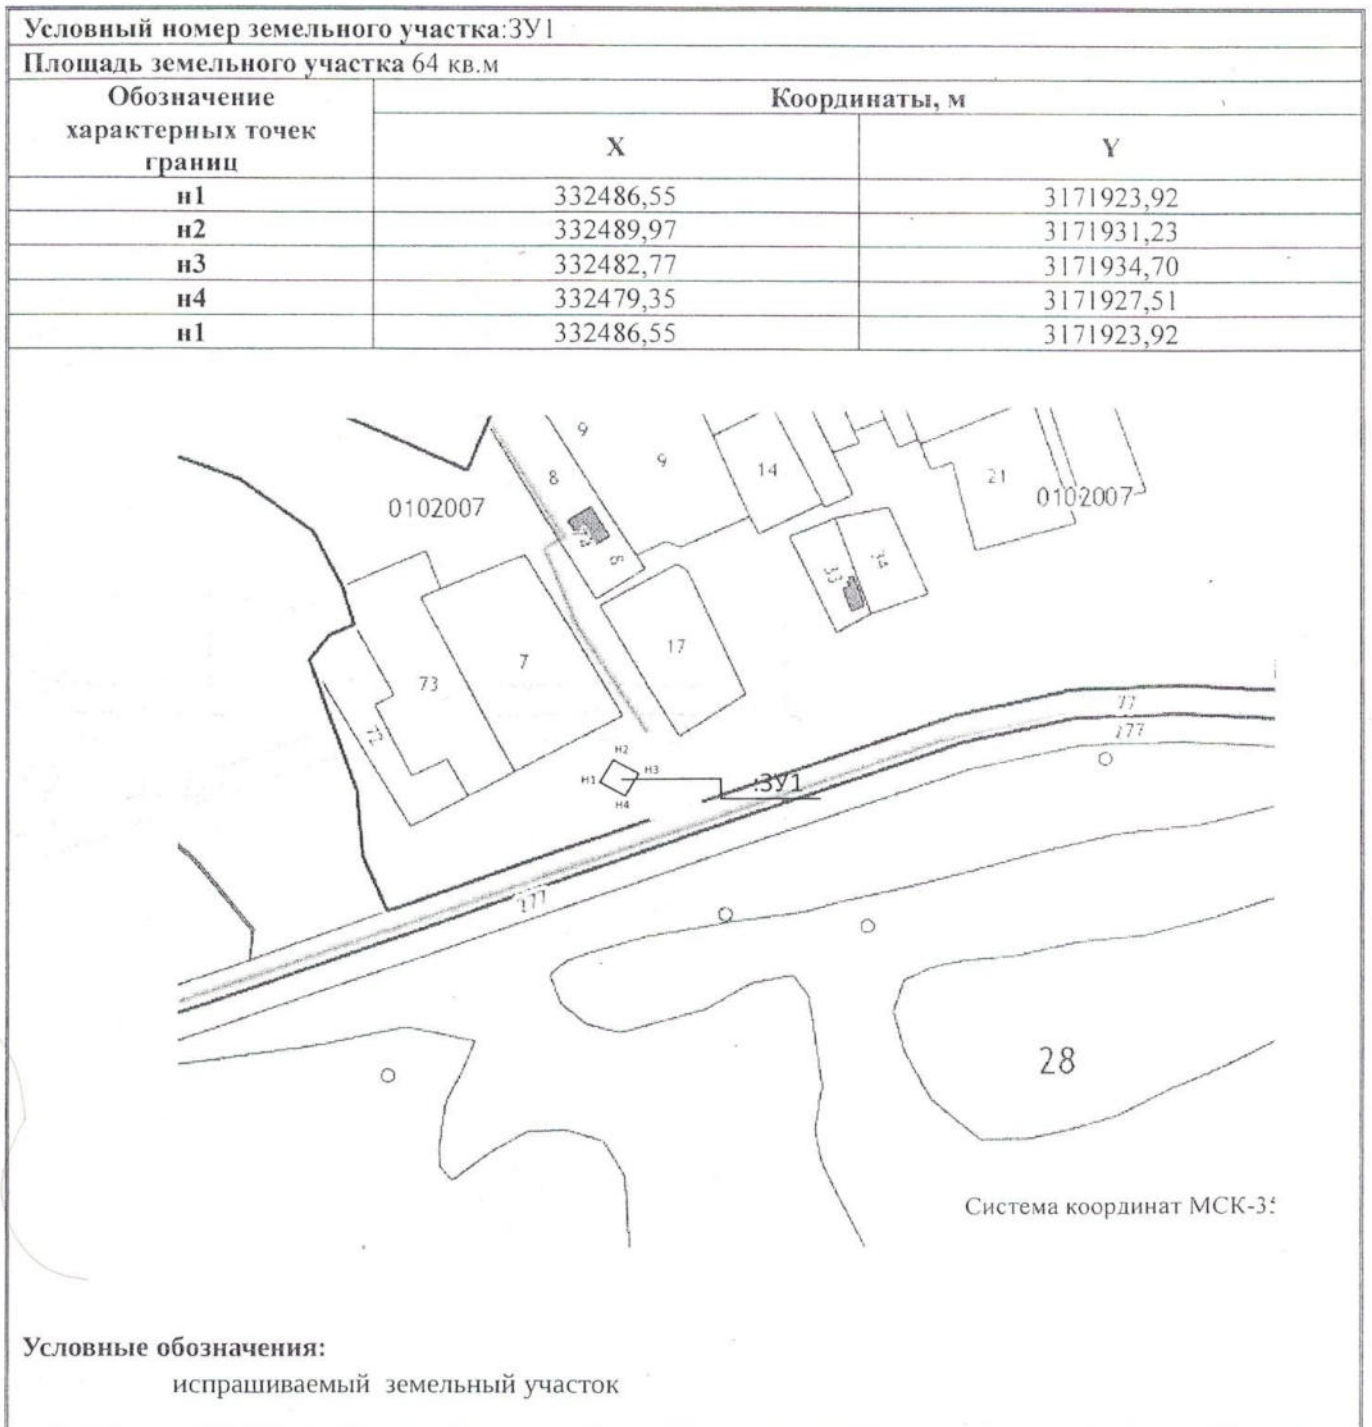 Условный номер земельного участка:ЗУ1
Площадь земельного участка 64 кв.м
Обозначение характерных точек границ
Координаты, м
X Y
н1 332486,55 3171923,92
н2 332489,97 3171931,23
н3 332482,77 3171934,70
н4 332479,35 3171927,51
н1 332486,55 3171923,92
9
9
8
14
21
0102007
0102007
6
33
34
17
7
73
72
77
177
н2
н1
н3
н4
:ЗУ1
177
28
Система координат МСК-35
Условные обозначения:
испрашиваемый земельный участок